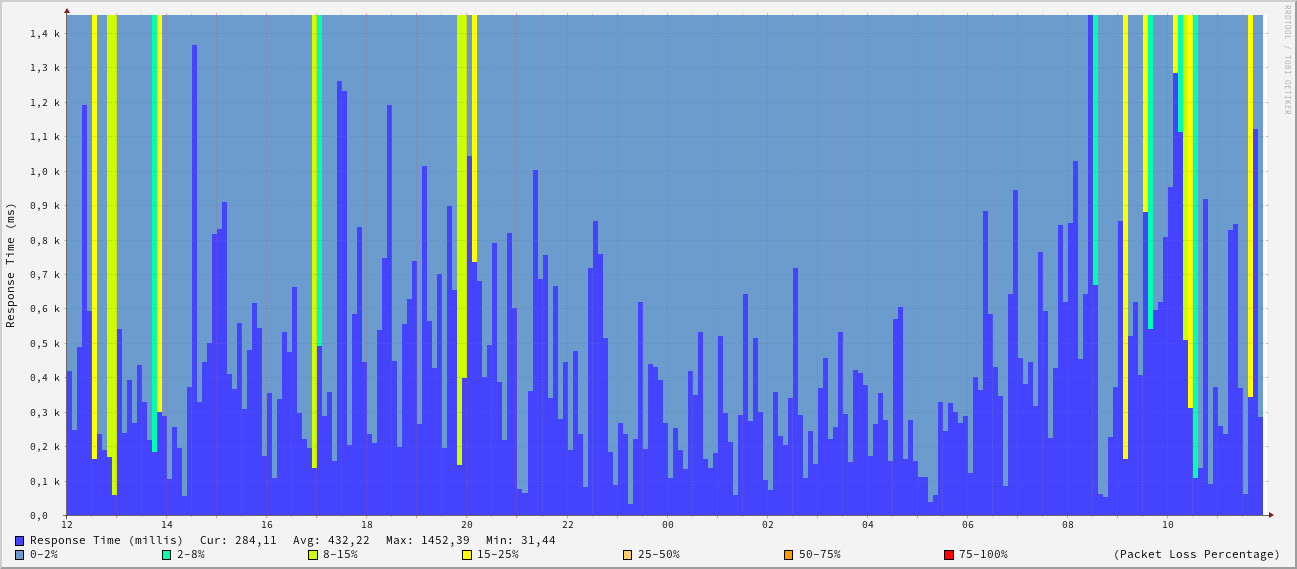 RRDTOOL / TOBI OETIKER
Response Time (ms)
1,4 k
1,3 k
1,2 k
1,1 k
1,0 k
0,9 k
0,8 k
0,7 k
0,6 k
0,5 k
0,4 k
0,3 k
0,2 k
0,1 k
0,0
12 14 16 18 20 22 00 02 04 06 08 10
Response Time (millis) Cur: 284,11 Avg: 432,22 Max: 1452,39 Min: 31,44
0-2% 2-8% 8-15% 15-25% 25-50% 50-75% 75-100% (Packet Loss Percentage)